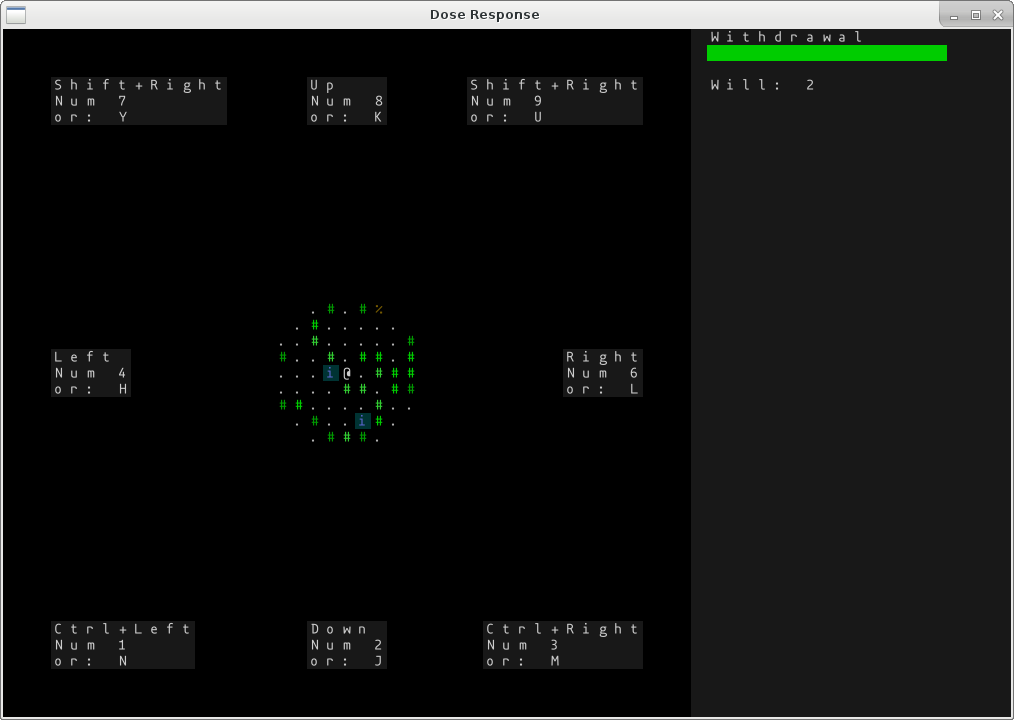 Dose Response
Withdrawal
Will: 2
Shift+Right
Num 7
or: Y
Up
Num 8
or: K
Shift+Right
Num 9
or: U
. # . # %
. # . . . . .
. . # . . . . . #
# . . # . # # . #
. . . i @ . # # #
. . . . # # . # #
# # . . . . # . .
. # . . i # .
. # # # .
Left
Num 4
or: H
Right
Num 6
or: L
Ctrl+Left
Num 1
or: N
Down
Num 2
or: J
Ctrl+Right
Num 3
or: M